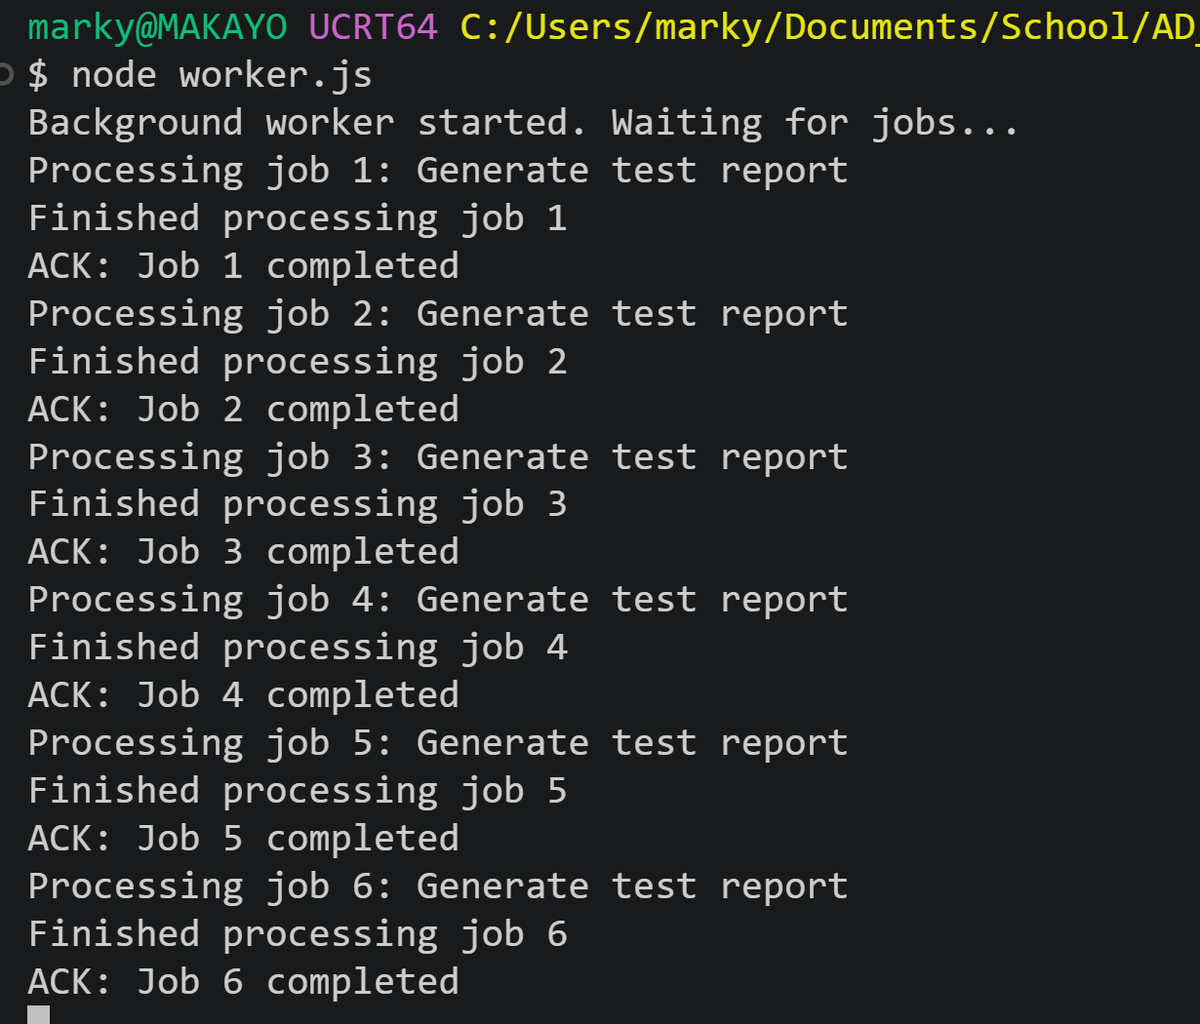 marky@MAKAYO UCRT64 C:/Users/marky/Documents/School/AD_
$ node worker.js
Background worker started. Waiting for jobs...
Processing job 1: Generate test report
Finished processing job 1
ACK: Job 1 completed
Processing job 2: Generate test report
Finished processing job 2
ACK: Job 2 completed
Processing job 3: Generate test report
Finished processing job 3
ACK: Job 3 completed
Processing job 4: Generate test report
Finished processing job 4
ACK: Job 4 completed
Processing job 5: Generate test report
Finished processing job 5
ACK: Job 5 completed
Processing job 6: Generate test report
Finished processing job 6
ACK: Job 6 completed